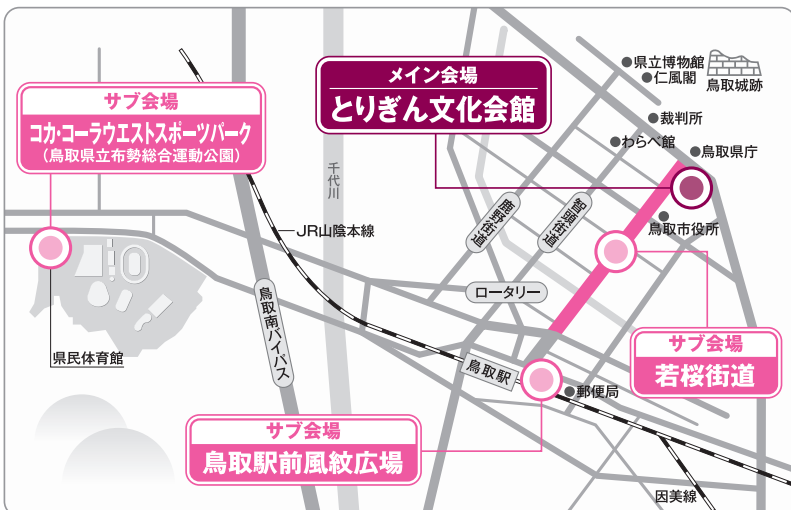 県立博物館
仁風閣
鳥取城跡
メイン会場
とりぎん文化会館
サブ会場
コカ・コーラウエストスポーツパーク
(鳥取県立布勢総合運動公園)
裁判所
わらべ館
鳥取県庁
千代川
鹿野街道
智頭街道
鳥取市役所
JR山陰本線
鳥取南バイパス
ロータリー
サブ会場
若桜街道
県民体育館
鳥取駅
郵便局
サブ会場
鳥取駅前風紋広場
因美線